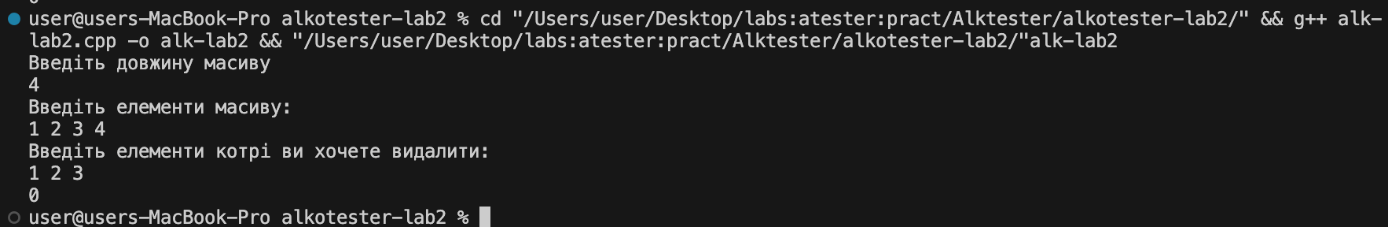 user@users-MacBook-Pro alkotester-lab2 % cd "/Users/user/Desktop/labs:atester:pract/Alktester/alkotester-lab2/" && g++ alk-
lab2.cpp -o alk-lab2 && "/Users/user/Desktop/labs:atester:pract/Alktester/alkotester-lab2/"alk-lab2
Введіть довжину масиву
4
Введіть елементи масиву:
1 2 3 4
Введіть елементи котрі ви хочете видалити:
1 2 3
0
user@users-MacBook-Pro alkotester-lab2 %